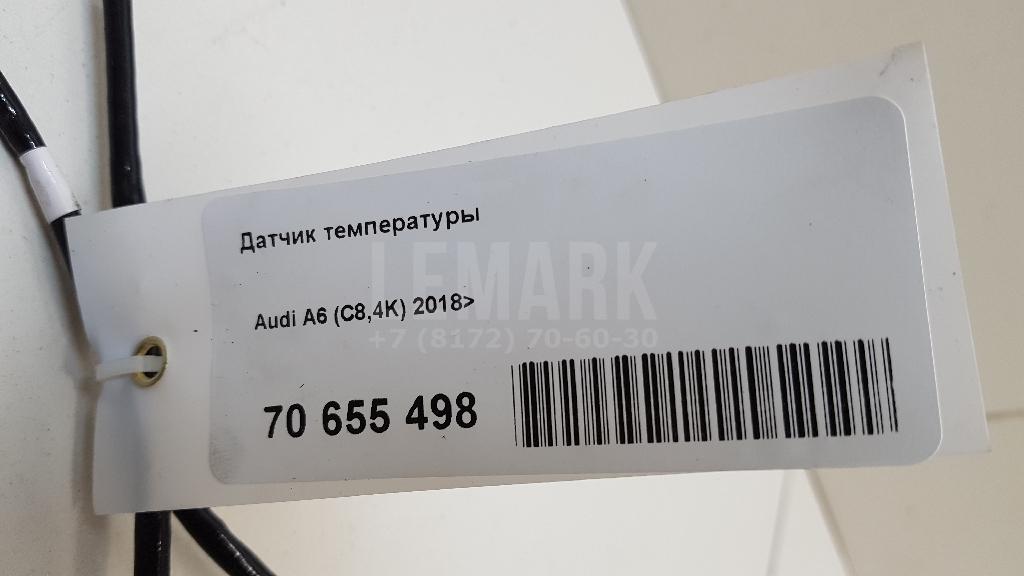 Датчик температуры
LEMARK
Audi A6 (C8,4K) 2018>
+7 (8172) 70-60-30
70 655 498